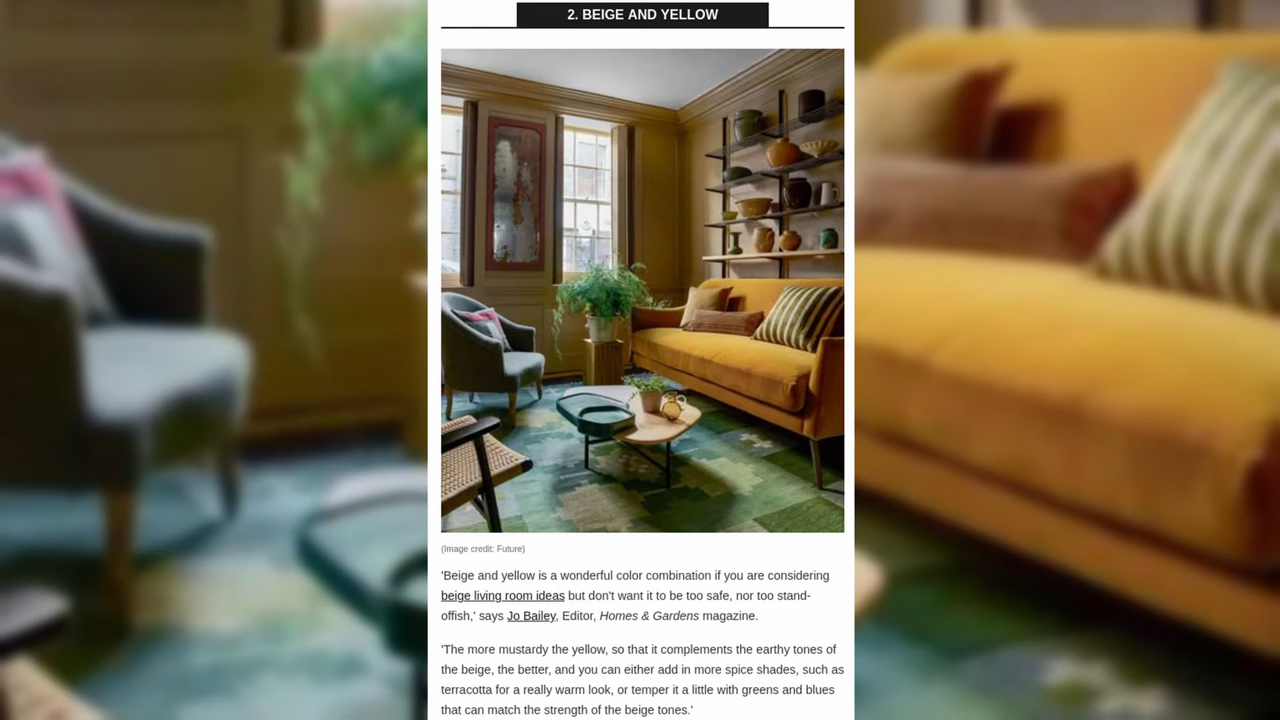 2. BEIGE AND YELLOW
(Image credit: Future)
'Beige and yellow is a wonderful color combination if you are considering
beige living room ideas but don't want it to be too safe, nor too stand-
offish,' says Jo Bailey, Editor, Homes & Gardens magazine.
'The more mustardy the yellow, so that it complements the earthy tones of
the beige, the better, and you can either add in more spice shades, such as
terracotta for a really warm look, or temper it a little with greens and blues
that can match the strength of the beige tones.'